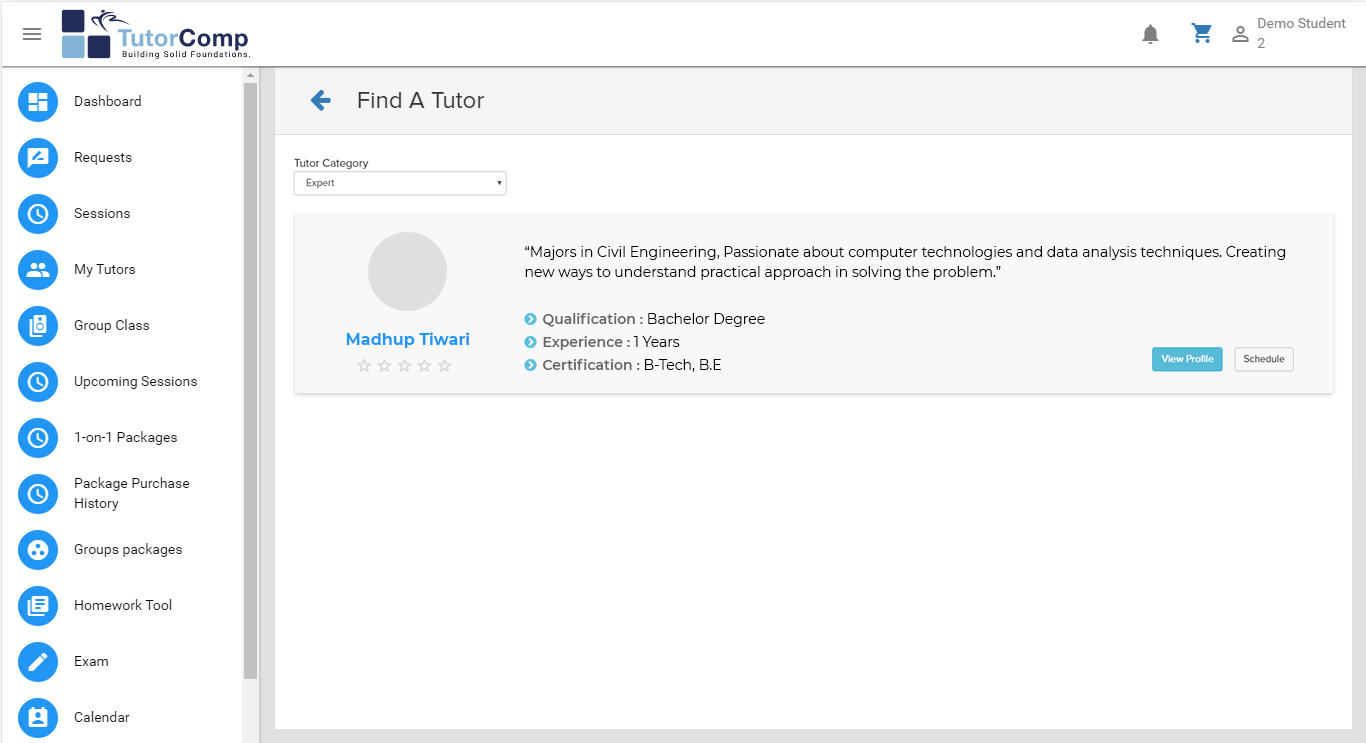 TutorComp
Building Solid Foundations.
Demo Student
2
Dashboard
Requests
Sessions
My Tutors
Group Class
Upcoming Sessions
1-on-1 Packages
Package Purchase
History
Groups packages
Homework Tool
Exam
Calendar
Find A Tutor
Tutor Category
Expert
Madhup Tiwari
“Majors in Civil Engineering, Passionate about computer technologies and data analysis techniques. Creating
new ways to understand practical approach in solving the problem.”
Qualification : Bachelor Degree
Experience : 1 Years
Certification : B-Tech, B.E
View Profile
Schedule